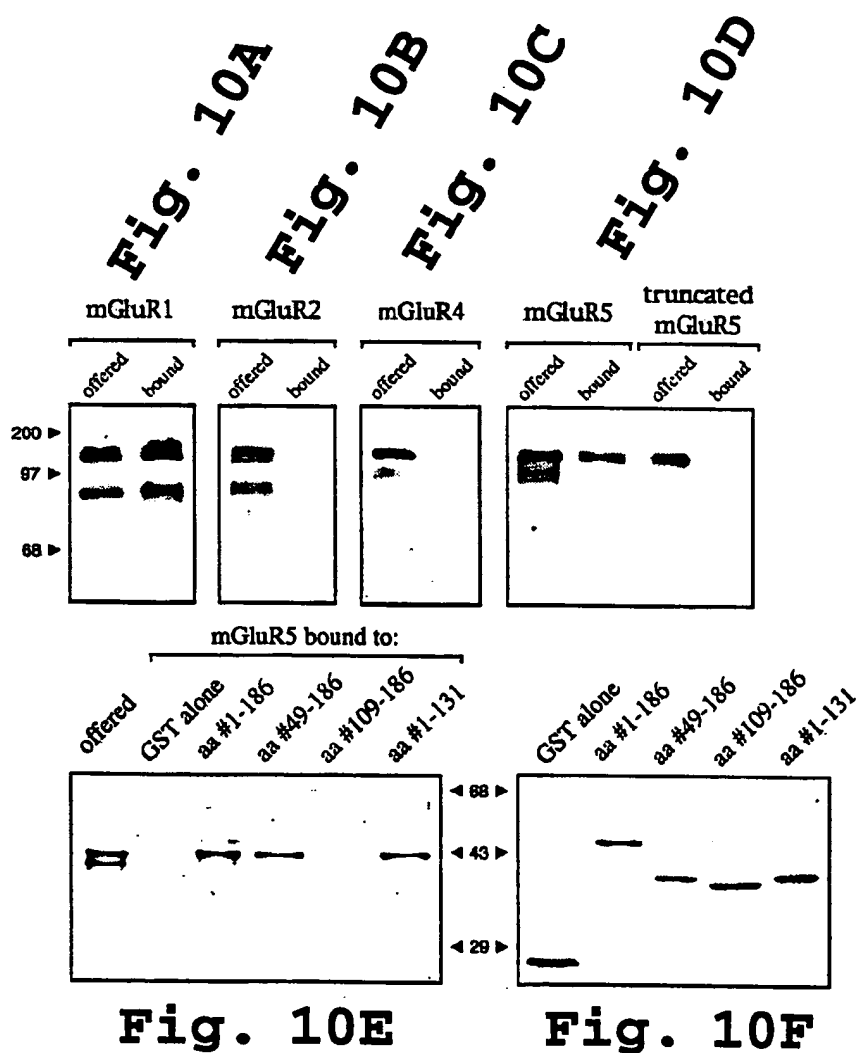 Fig. 10A
Fig. 10B
Fig. 10C
Fig. 10D
mGluR1
mGluR2
mGluR4
mGluR5
truncated
mGluR5
offered
bound
offered
bound
offered
bound
offered
bound
offered
bound
200 ►
97 ►
68 ►
mGluR5 bound to:
offered
GST alone
aa #1-186
aa #49-186
aa #109-186
aa #1-131
GST alone
aa #1-186
aa #49-186
aa #109-186
aa #1-131
◄ 68 ►
◄ 43 ►
◄ 29 ►
Fig. 10E
Fig. 10F